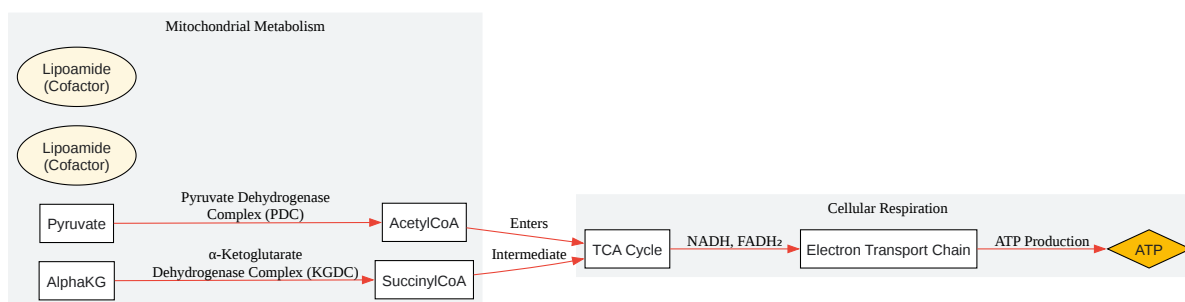 Mitochondrial Metabolism
Lipoamide
(Cofactor)
Lipoamide
(Cofactor)
Pyruvate
Pyruvate Dehydrogenase
Complex (PDC)
AcetylCoA
AlphaKG
α-Ketoglutarate
Dehydrogenase Complex (KGDC)
SuccinylCoA
Enters
Intermediate
Cellular Respiration
TCA Cycle
NADH, FADH₂
Electron Transport Chain
ATP Production
ATP